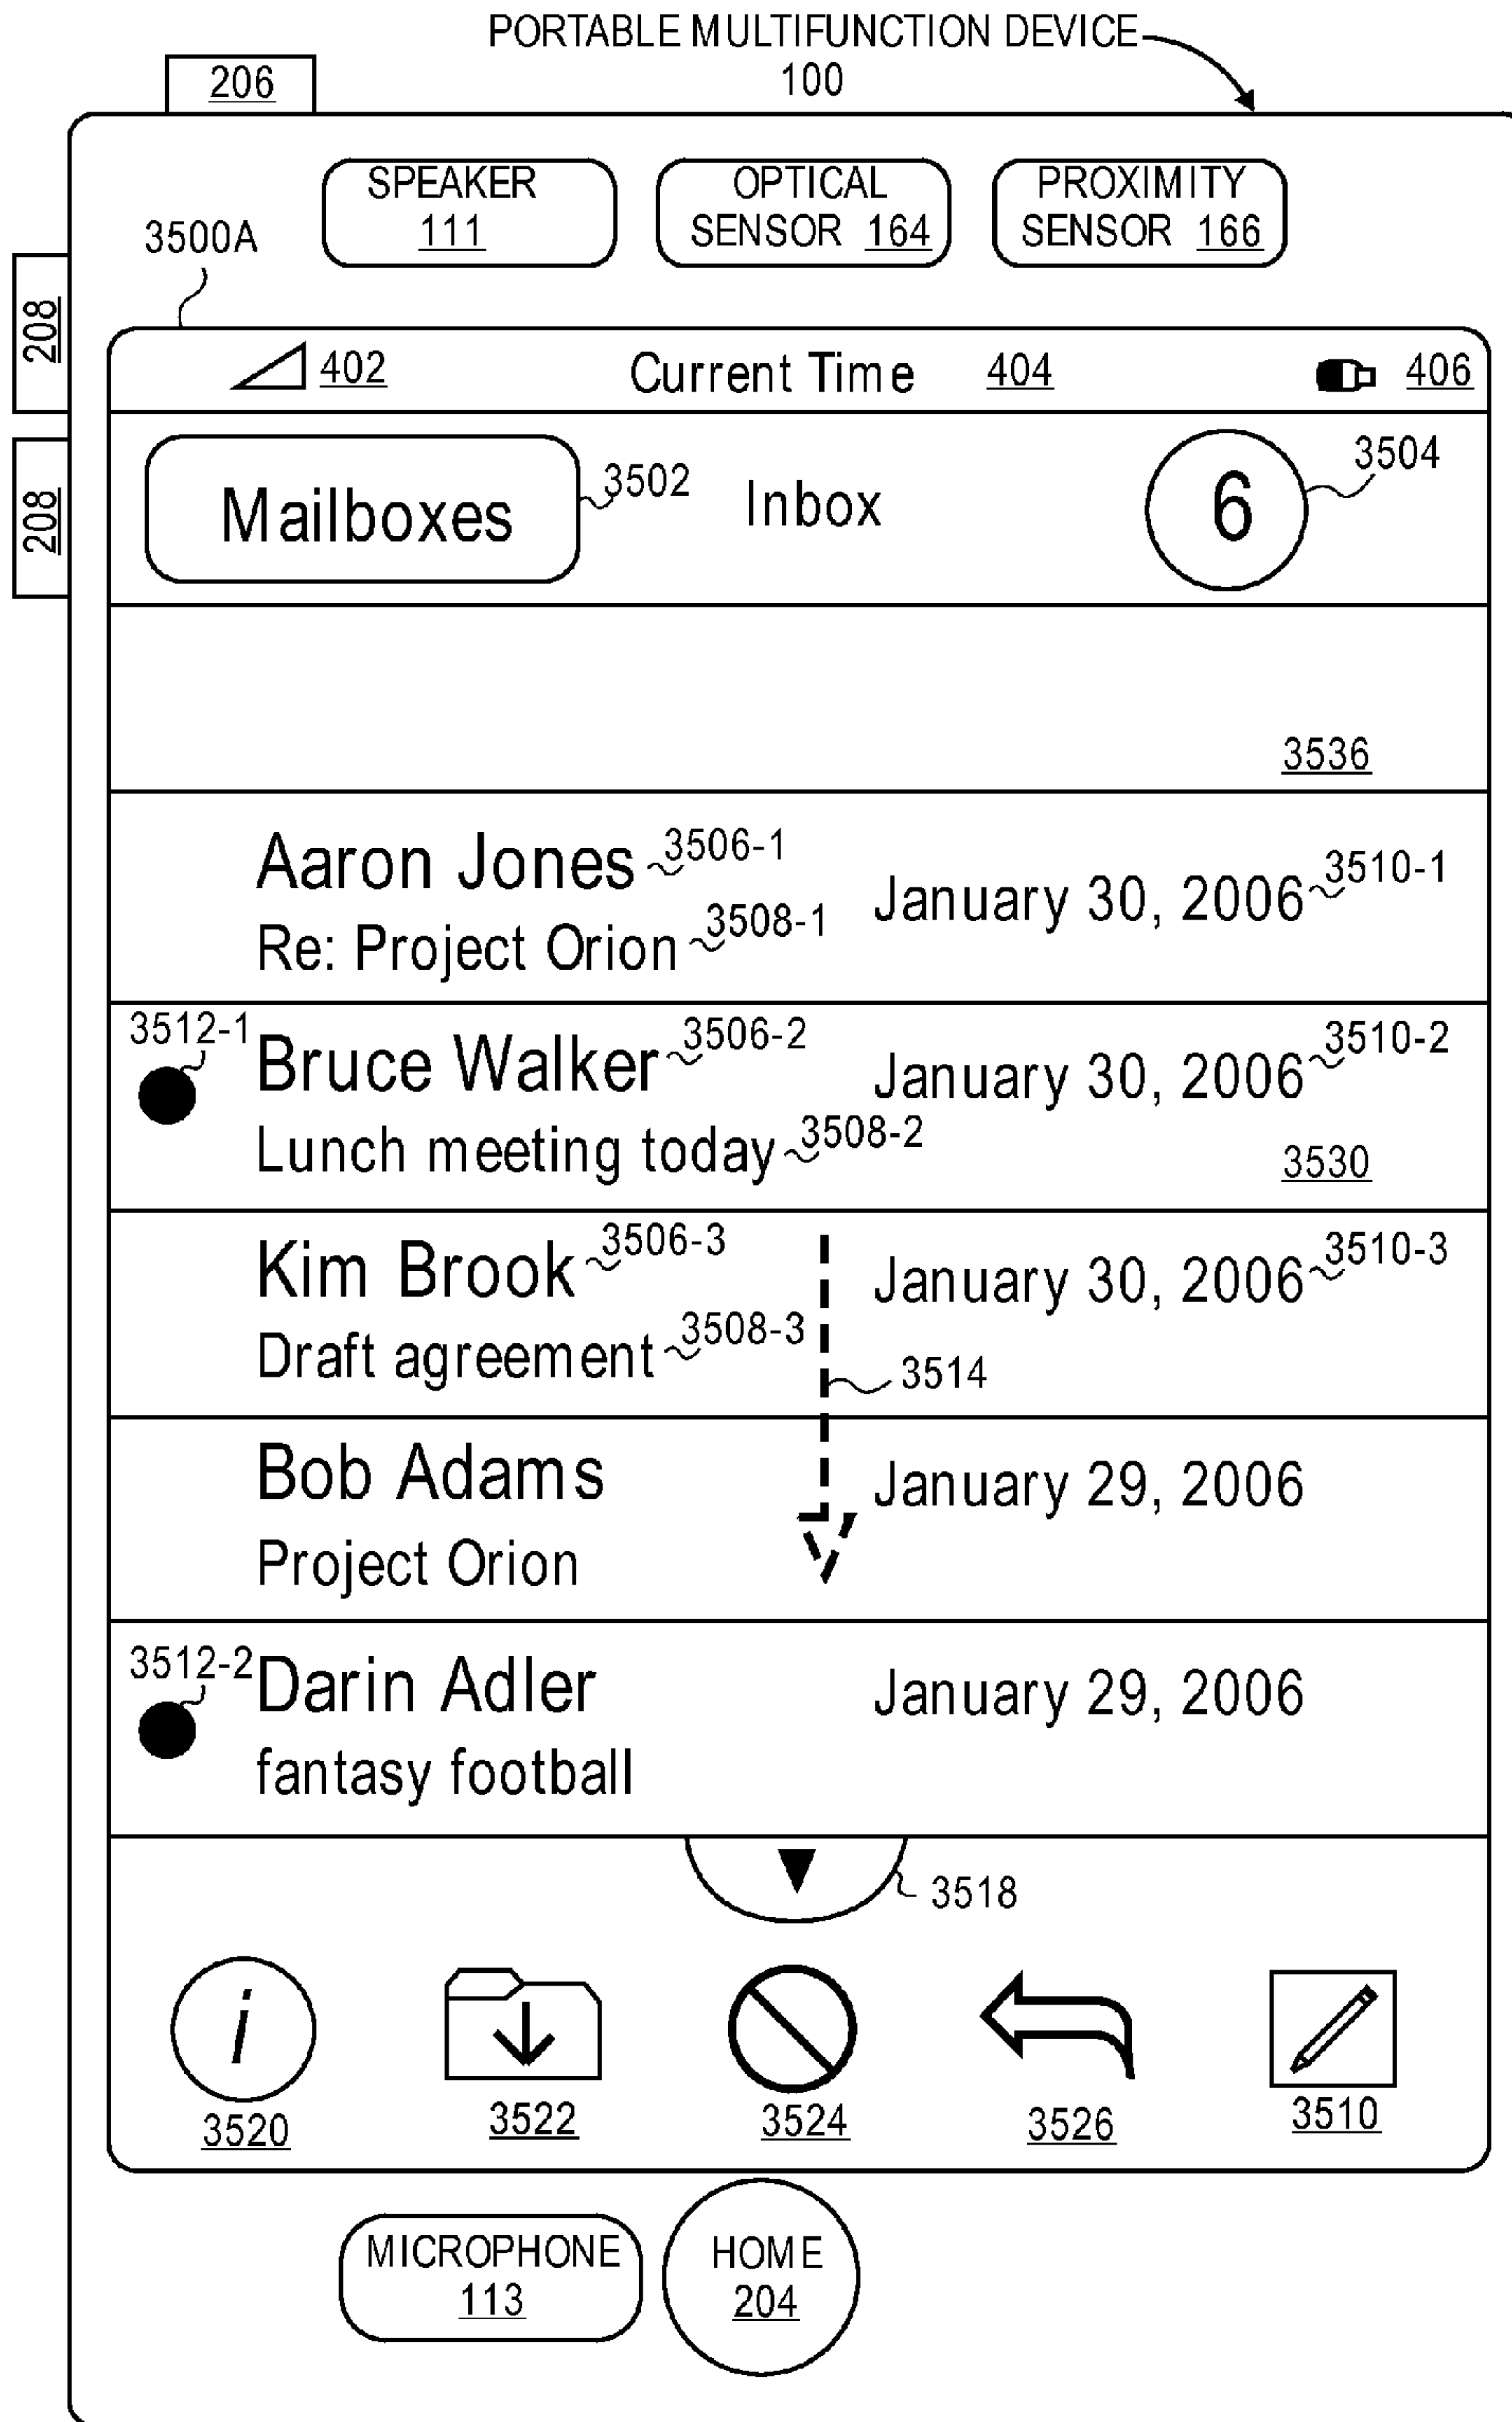 PORTABLE MULTIFUNCTION DEVICE
100
206
SPEAKER
111
OPTICAL
SENSOR 164
PROXIMITY
SENSOR 166
3500A
208
208
402 Current Time 404 406
Mailboxes 3502 Inbox 6 3504
3536
Aaron Jones 3506-1
January 30, 2006 3510-1
Re: Project Orion 3508-1
3512-1
Bruce Walker 3506-2
January 30, 2006 3510-2
Lunch meeting today 3508-2
3530
Kim Brook 3506-3
January 30, 2006 3510-3
Draft agreement 3508-3
3514
Bob Adams
January 29, 2006
Project Orion
3512-2
Darin Adler
January 29, 2006
fantasy football
3518
i
3520 3522 3524 3526 3510
MICROPHONE
113
HOME
204